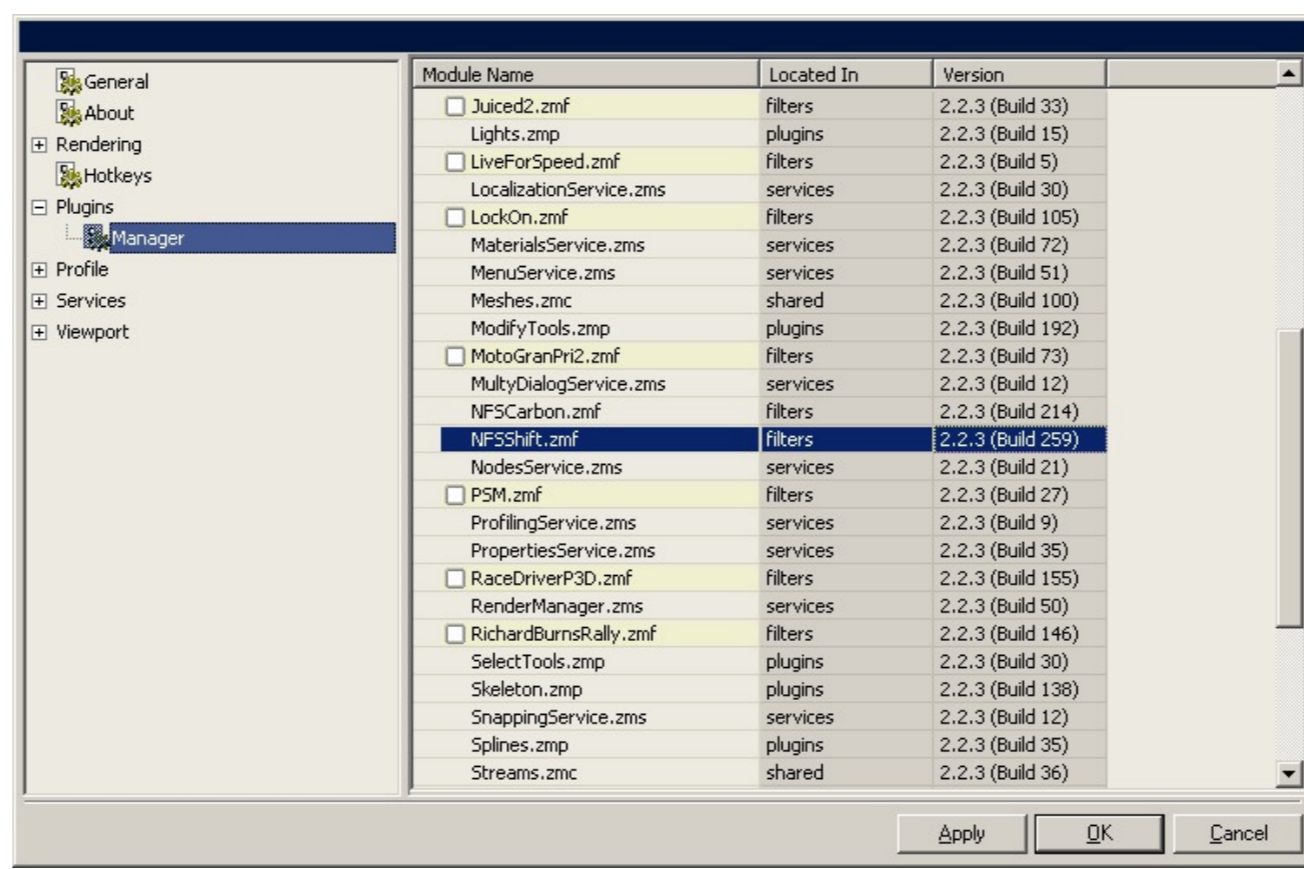 General
About
Rendering
Hotkeys
Plugins
Manager
Profile
Services
Viewport
Module Name Located In Version
Juiced2.zmf filters 2.2.3 (Build 33)
Lights.zmp plugins 2.2.3 (Build 15)
LiveForSpeed.zmf filters 2.2.3 (Build 5)
LocalizationService.zms services 2.2.3 (Build 30)
LockOn.zmf filters 2.2.3 (Build 105)
MaterialsService.zms services 2.2.3 (Build 72)
MenuService.zms services 2.2.3 (Build 51)
Meshes.zmc shared 2.2.3 (Build 100)
ModifyTools.zmp plugins 2.2.3 (Build 192)
MotoGranPri2.zmf filters 2.2.3 (Build 73)
MultyDialogService.zms services 2.2.3 (Build 12)
NFSCarbon.zmf filters 2.2.3 (Build 214)
NFSShift.zmf filters 2.2.3 (Build 259)
NodesService.zms services 2.2.3 (Build 21)
PSM.zmf filters 2.2.3 (Build 27)
ProfilingService.zms services 2.2.3 (Build 9)
PropertiesService.zms services 2.2.3 (Build 35)
RaceDriverP3D.zmf filters 2.2.3 (Build 155)
RenderManager.zms services 2.2.3 (Build 50)
RichardBurnsRally.zmf filters 2.2.3 (Build 146)
SelectTools.zmp plugins 2.2.3 (Build 30)
Skeleton.zmp plugins 2.2.3 (Build 138)
SnappingService.zms services 2.2.3 (Build 12)
Splines.zmp plugins 2.2.3 (Build 35)
Streams.zmc shared 2.2.3 (Build 36)
Apply OK Cancel